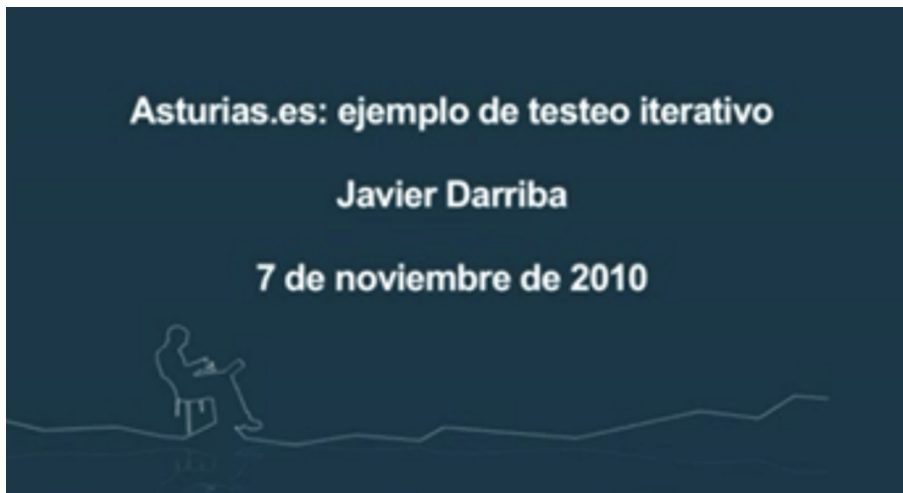 Asturias.es: ejemplo de testeo iterativo
Javier Darriba
7 de noviembre de 2010